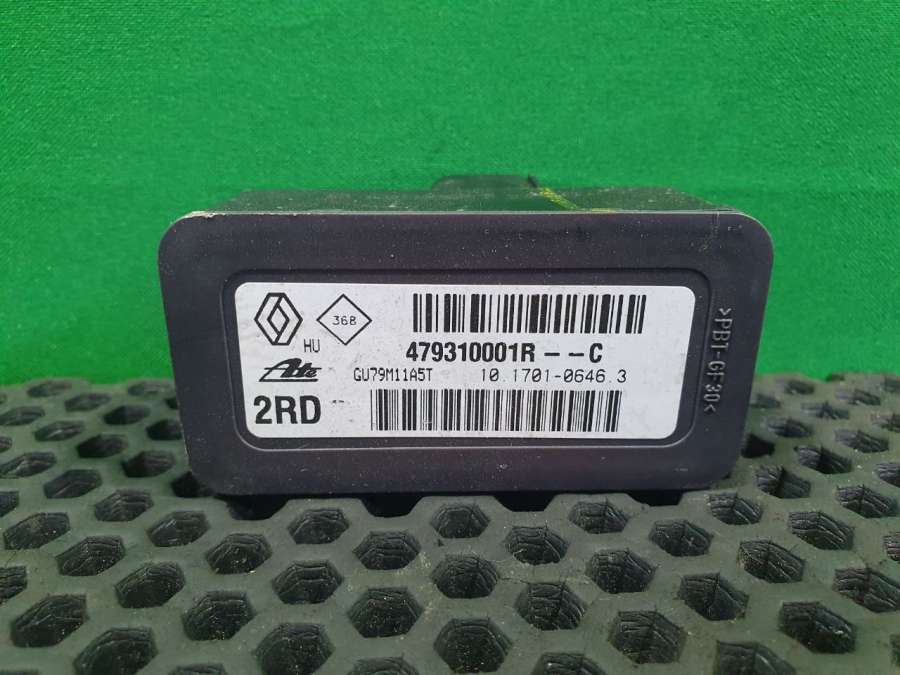 368
HU
479310001R--C
Ate
GU79M11A5T 10.1701-0646.3
2RD
>PBT-GF30<